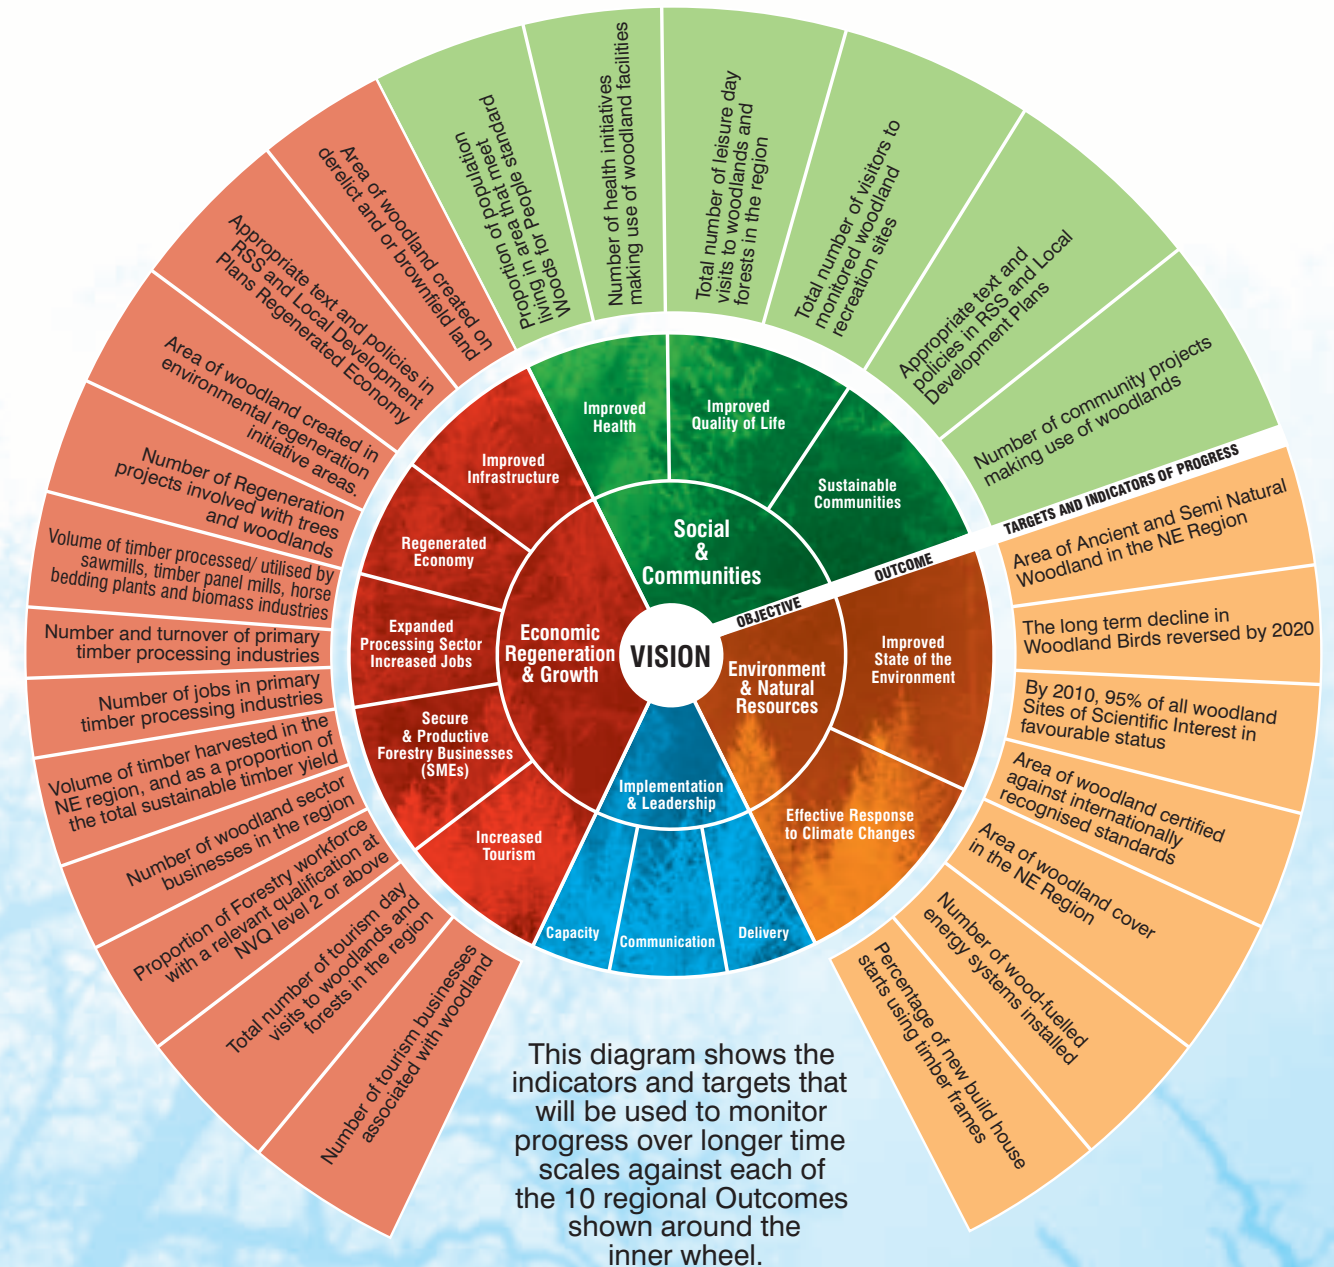 Proportion of population
living in area that meet
Woods for People standard
Number of health initiatives
making use of woodland facilities
Total number of leisure day
visits to woodlands and
forests in the region
Total number of visitors to
monitored woodland
recreation sites
Appropriate text and
policies in RSS and Local
Development Plans
Number of community projects
making use of woodlands
TARGETS AND INDICATORS OF PROGRESS
Area of Ancient and Semi Natural
Woodland in the NE Region
The long term decline in
Woodland Birds reversed by 2020
By 2010, 95% of all woodland
Sites of Scientific Interest in
favourable status
Area of woodland certified
against internationally
recognised standards
Area of woodland cover
in the NE Region
Number of wood-fuelled
energy systems installed
Percentage of new build house
starts using timber frames
Area of woodland created on
derelict and or brownfield land
Appropriate text and policies in
RSS and Local Development
Plans Regenerated Economy
Area of woodland created in
environmental regeneration
initiative areas.
Number of Regeneration
projects involved with trees
and woodlands
Volume of timber processed/ utilised by
sawmills, timber panel mills, horse
bedding plants and biomass industries
Number and turnover of primary
timber processing industries
Number of jobs in primary
timber processing industries
Volume of timber harvested in the
NE region, and as a proportion of
the total sustainable timber yield
Number of woodland sector
businesses in the region
Proportion of Forestry workforce
with a relevant qualification at
NVQ level 2 or above
Total number of tourism day
visits to woodlands and
forests in the region
Number of tourism businesses
associated with woodland
Improved
Health
Improved
Quality of Life
Sustainable
Communities
OUTCOME
Improved
Infrastructure
Regenerated
Economy
Expanded
Processing Sector
Increased Jobs
Secure
& Productive
Forestry Businesses
(SMEs)
Increased
Tourism
Improved
State of the
Environment
Effective Response
to Climate Changes
Capacity
Communication
Delivery
Social
&
Communities
OBJECTIVE
Economic
Regeneration
& Growth
VISION
Environment
& Natural
Resources
Implementation
& Leadership
This diagram shows the
indicators and targets that
will be used to monitor
progress over longer time
scales against each of
the 10 regional Outcomes
shown around the
inner wheel.